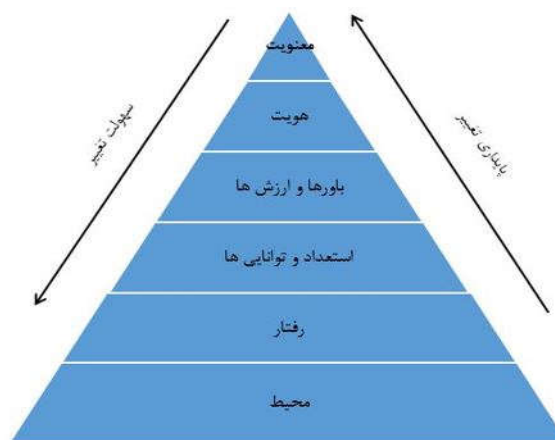 معنویت
هویت
باورها و ارزش ها
استعداد و توانایی ها
رفتار
محیط
سهولت تغییر
پایداری تغییر